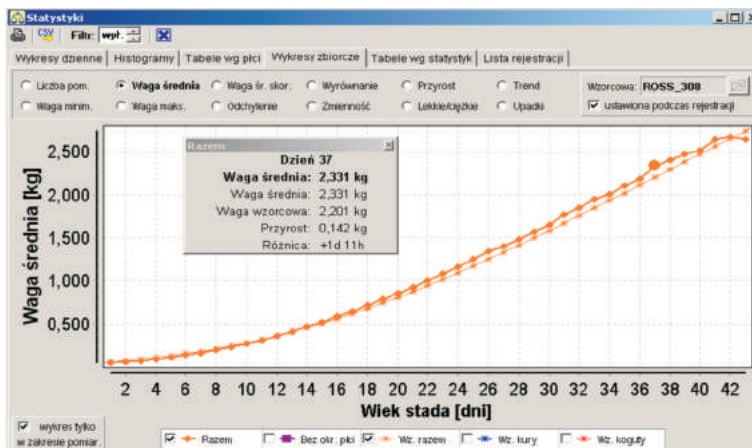 Statystyki
CSV Filtr: wył.
Wykresy dzienne Histogramy Tabele wg płci Wykresy zbiorcze Tabele wg statystyk Lista rejestracji
Liczba pom. Waga średnia Waga śr. skor. Wyrównanie Przyrost Trend Wzorcowa: ROSS_308
Waga minim. Waga maks. Odchylenie Zmienność Lekkie/ciężkie Upadki ustawiona podczas rejestracji
Razem
Dzień 37
Waga średnia: 2,331 kg
Waga średnia: 2,331 kg
Waga wzorcowa: 2,201 kg
Przyrost: 0,142 kg
Różnica: +1d 11h
Waga średnia [kg]
2,500
2,000
1,500
1,000
0,500
2 4 6 8 10 12 14 16 18 20 22 24 26 28 30 32 34 36 38 40 42
Wiek stada [dni]
wykres tylko
w zakresie pomiar.
Razem Bez okr. płci Wz. razem Wz. kury Wz. koguty